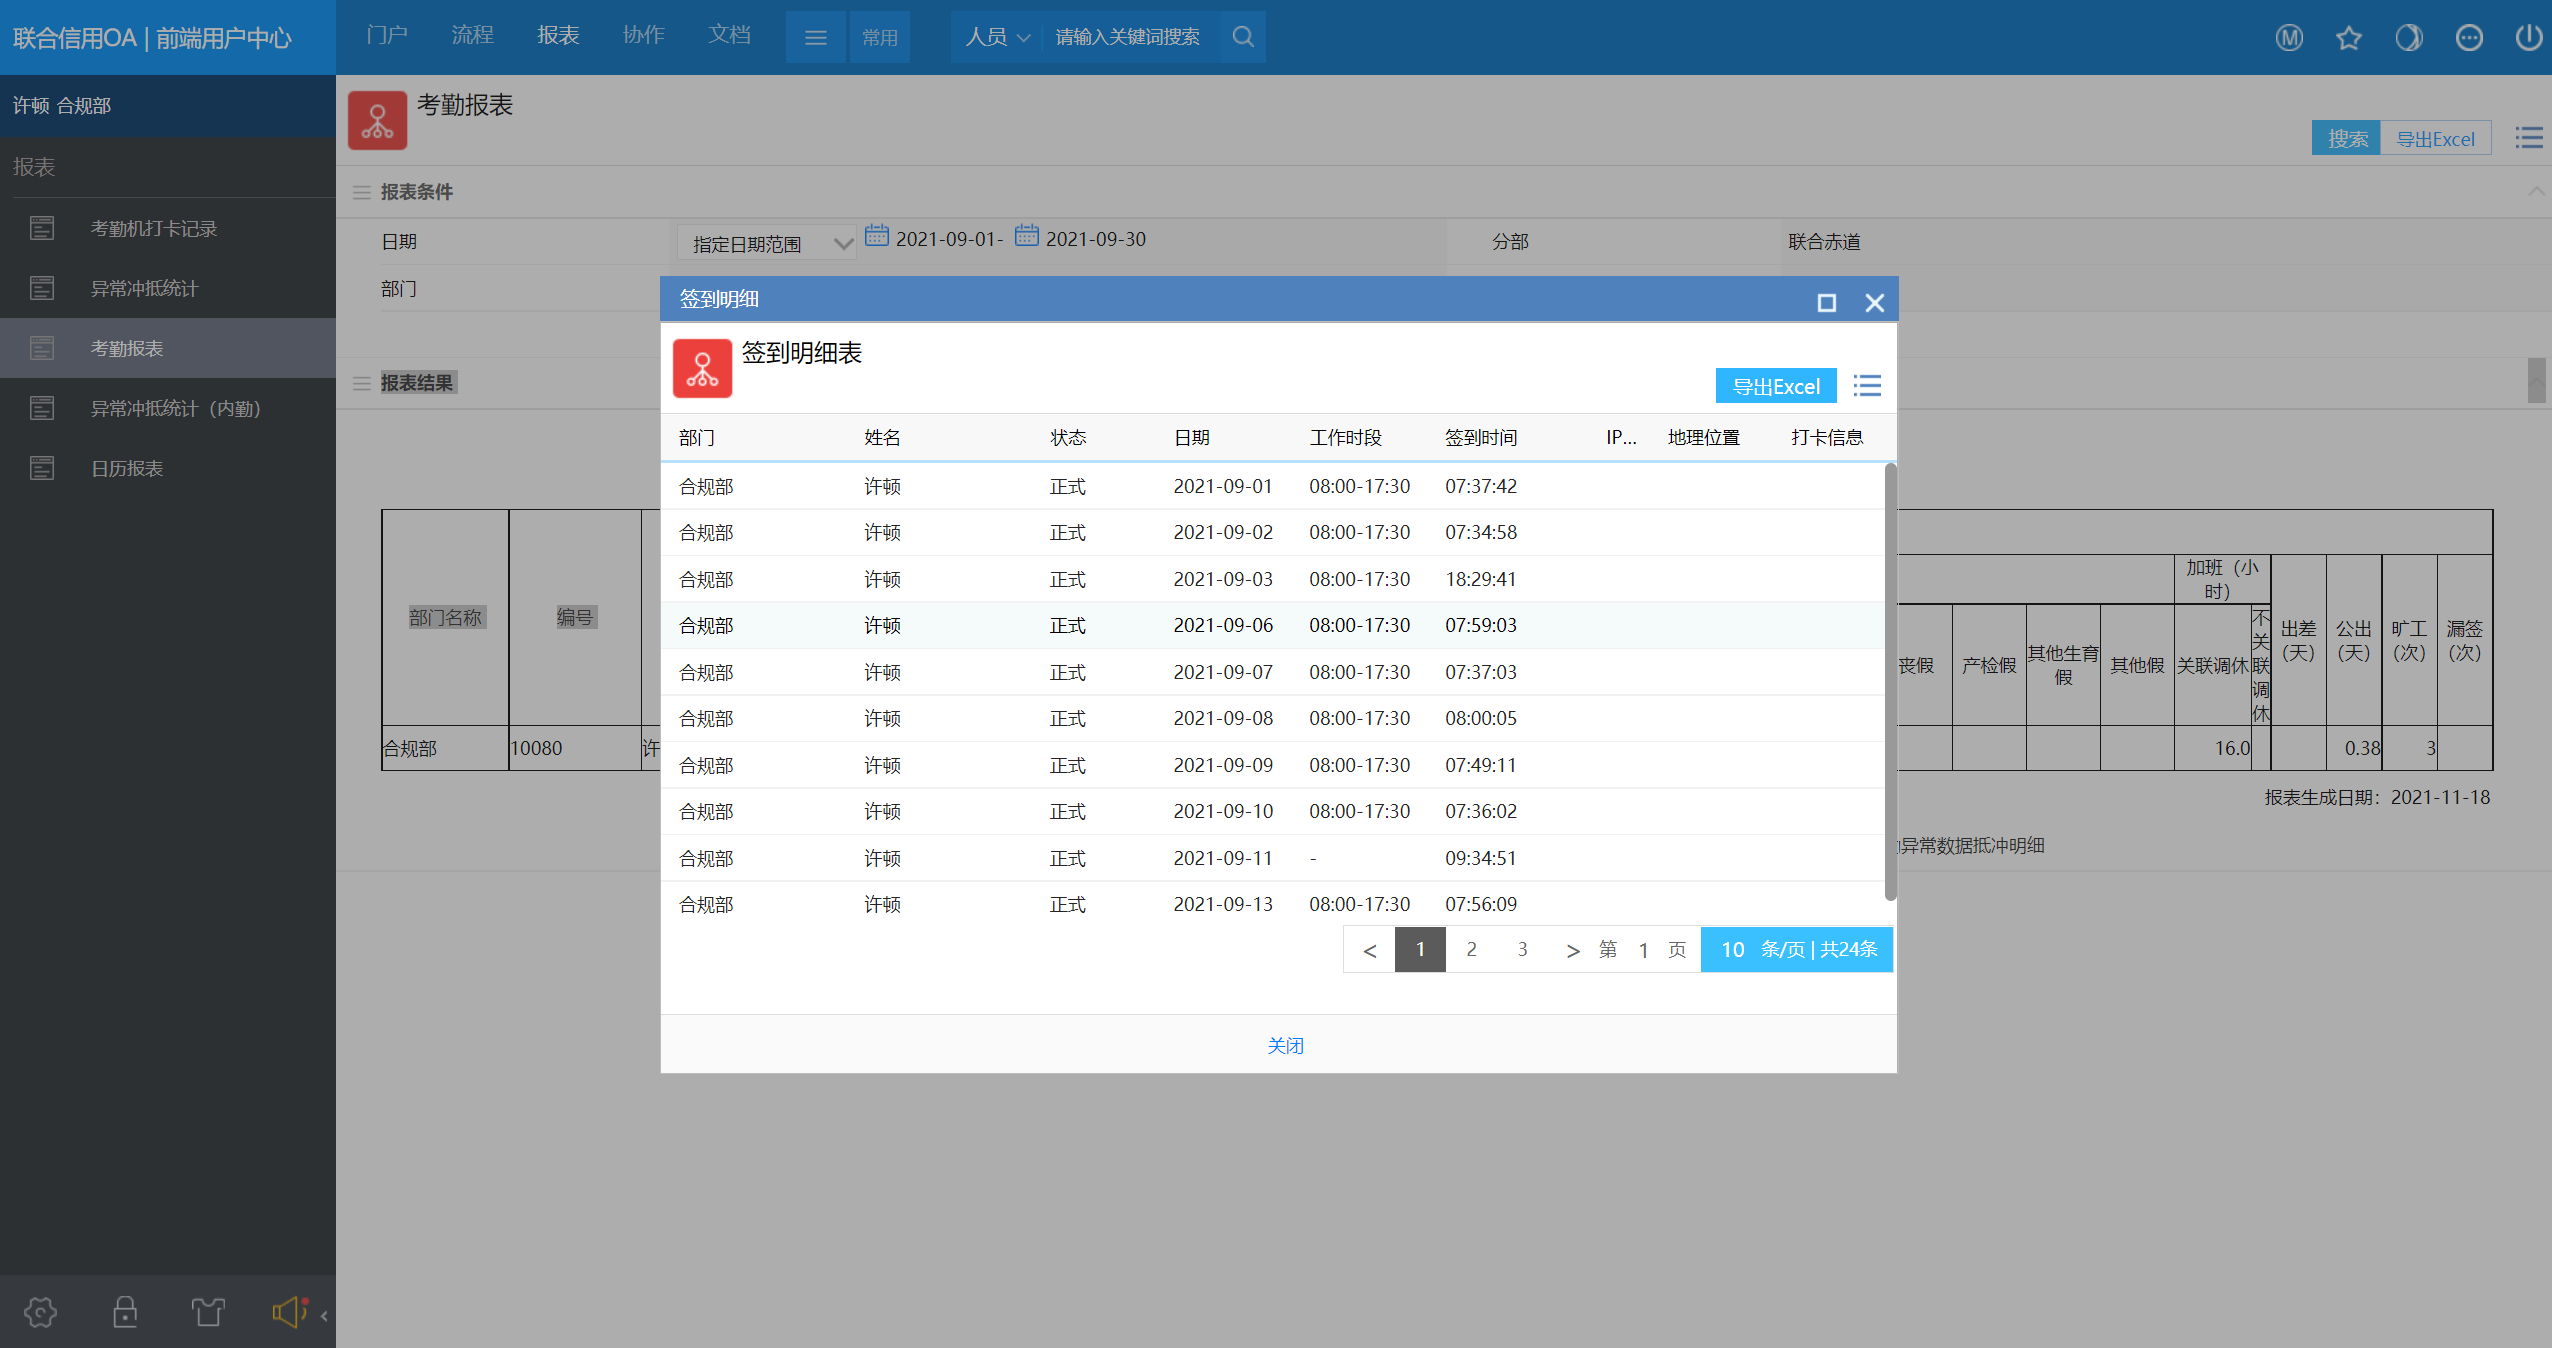 联合信用OA | 前端用户中心
门户 流程 报表 协作 文档 常用 人员 请输入关键词搜索
许顿 合规部
报表
考勤机打卡记录
异常冲抵统计
考勤报表
异常冲抵统计（内勤）
日历报表
考勤报表
搜索 导出Excel
报表条件
日期 指定日期范围 2021-09-01- 2021-09-30 分部 联合赤道
部门
报表结果
签到明细
签到明细表
导出Excel
部门 姓名 状态 日期 工作时段 签到时间 IP... 地理位置 打卡信息
合规部 许顿 正式 2021-09-01 08:00-17:30 07:37:42
合规部 许顿 正式 2021-09-02 08:00-17:30 07:34:58
合规部 许顿 正式 2021-09-03 08:00-17:30 18:29:41
合规部 许顿 正式 2021-09-06 08:00-17:30 07:59:03
合规部 许顿 正式 2021-09-07 08:00-17:30 07:37:03
合规部 许顿 正式 2021-09-08 08:00-17:30 08:00:05
合规部 许顿 正式 2021-09-09 08:00-17:30 07:49:11
合规部 许顿 正式 2021-09-10 08:00-17:30 07:36:02
合规部 许顿 正式 2021-09-11 - 09:34:51
合规部 许顿 正式 2021-09-13 08:00-17:30 07:56:09
< 1 2 3 > 第 1 页 10 条/页 | 共24条
关闭
部门名称 编号
加班（小
时）
丧假 产检假 其他生育
假
其他假 关联调休 不
关
联
调
休
出差
(天)
公出
(天)
旷工
(次)
漏签
(次)
合规部 10080 许 16.0 0.38 3
报表生成日期：2021-11-18
异常数据抵冲明细